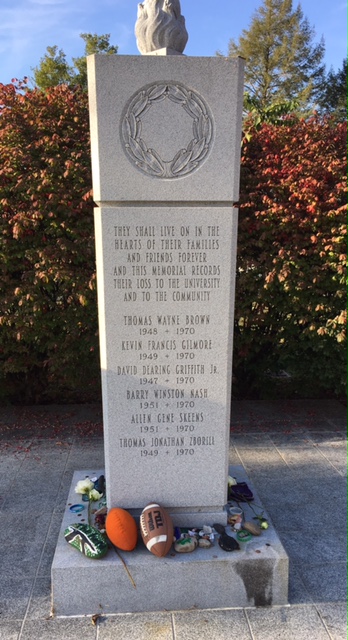 THEY SHALL LIVE ON IN THE
HEARTS OF THEIR FAMILIES
AND FRIENDS FOREVER
AND THIS MEMORIAL RECORDS
THEIR LOSS TO THE UNIVERSITY
AND TO THE COMMUNITY
THOMAS WAYNE BROWN
1948 + 1970
KEVIN FRANCIS GILMORE
1949 + 1970
DAVID DEARING GRIFFITH JR.
1947 + 1970
BARRY WINSTON NASH
1951 + 1970
ALLEN GENE SKEENS
1951 + 1970
THOMAS JONATHAN ZBORILL
1949 + 1970